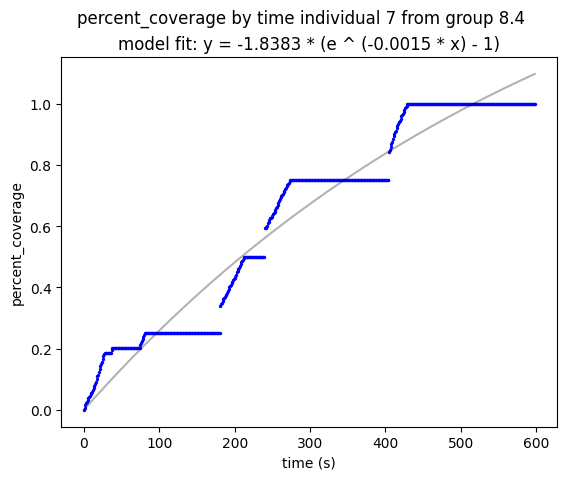 percent_coverage by time individual 7 from group 8.4
model fit: y = -1.8383 * (e ^ (-0.0015 * x) - 1)
1.0
0.8
0.6
0.4
0.2
0.0
percent_coverage
0 100 200 300 400 500 600
time (s)